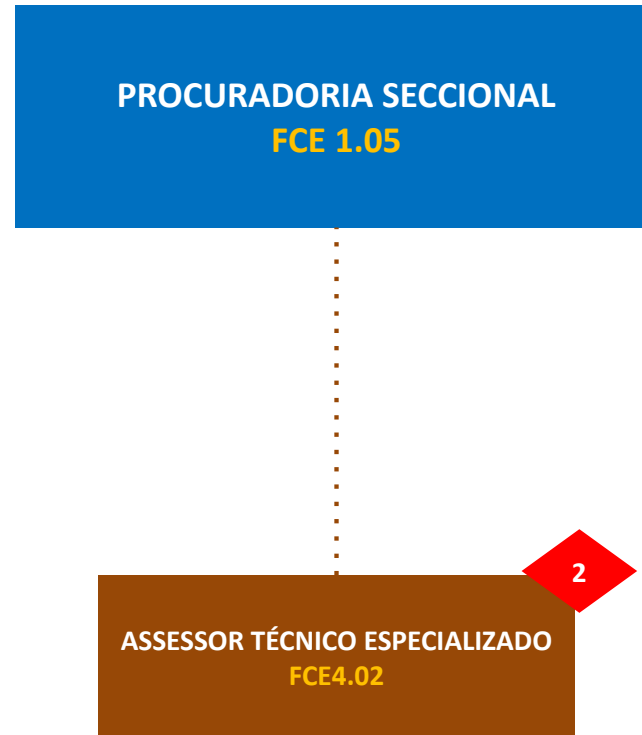 PROCURADORIA SECCIONAL
FCE 1.05
2
ASSESSOR TÉCNICO ESPECIALIZADO
FCE4.02